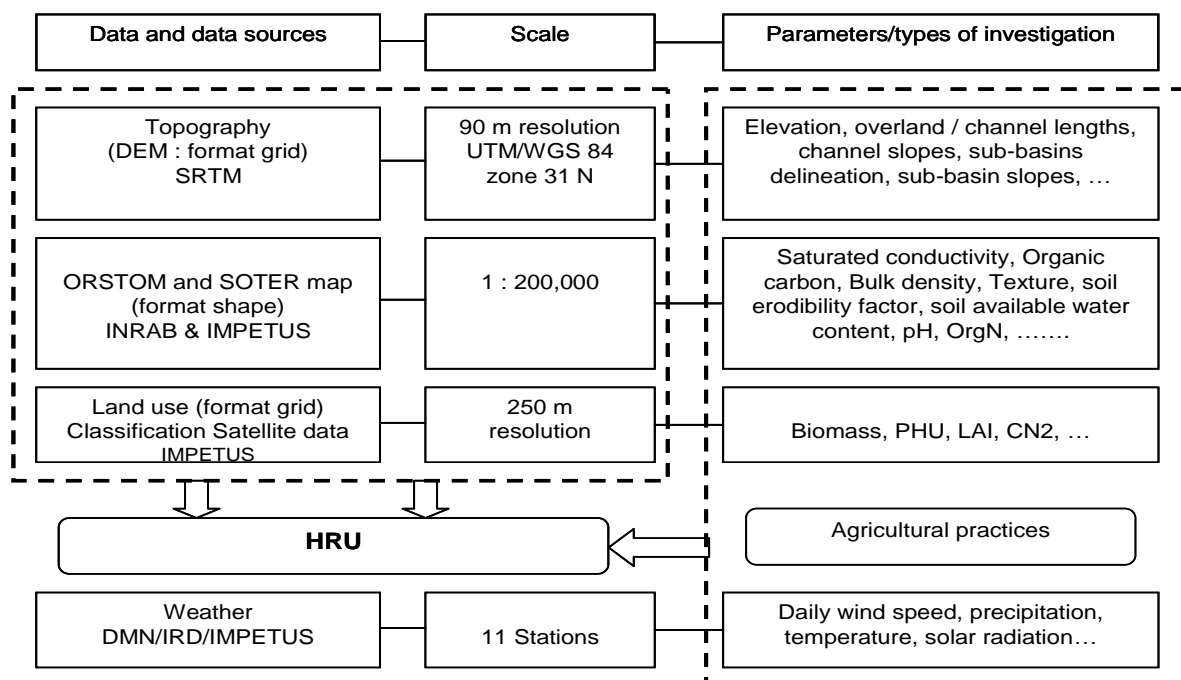 Data and data sources
Scale
Parameters/types of investigation
Topography
(DEM : format grid)
SRTM
90 m resolution
UTM/WGS 84
zone 31 N
Elevation, overland / channel lengths,
channel slopes, sub-basins
delineation, sub-basin slopes, …
ORSTOM and SOTER map
(format shape)
INRAB & IMPETUS
1 : 200,000
Saturated conductivity, Organic
carbon, Bulk density, Texture, soil
erodibility factor, soil available water
content, pH, OrgN, …….
Land use (format grid)
Classification Satellite data
IMPETUS
250 m
resolution
Biomass, PHU, LAI, CN2, …
HRU
Agricultural practices
Weather
DMN/IRD/IMPETUS
11 Stations
Daily wind speed, precipitation,
temperature, solar radiation…